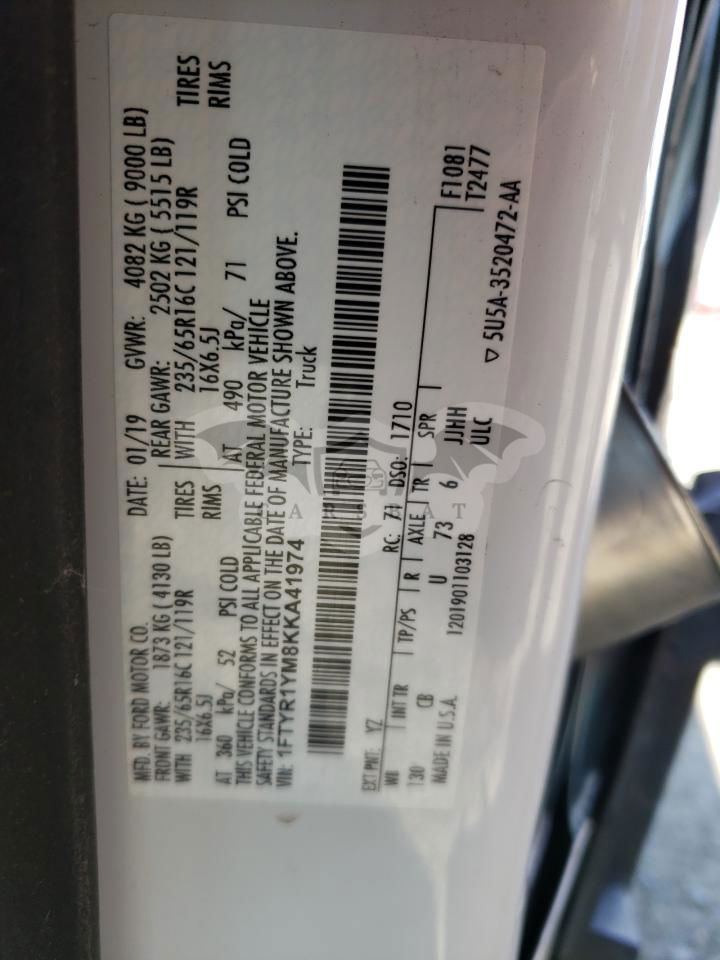 MFD. BY FORD MOTOR CO. DATE: 01/19 GVWR: 4082 KG ( 9000 LB)
FRONT GAWR: 1873 KG ( 4130 LB) REAR GAWR: 2502 KG ( 5515 LB)
WITH 235/65R16C 121/119R TIRES WITH 235/65R16C 121/119R TIRES
16X6.5J RIMS 16X6.5J RIMS
AT 360 kPa/ 52 PSI COLD AT 490 kPa/ 71 PSI COLD
THIS VEHICLE CONFORMS TO ALL APPLICABLE FEDERAL MOTOR VEHICLE
SAFETY STANDARDS IN EFFECT ON THE DATE OF MANUFACTURE SHOWN ABOVE.
VIN: 1FTYR1YM8KKA41974 TYPE: Truck
EXT PNT: YZ RC: 71 DSO: 1710
WB INT TR TP/PS R AXLE TR SPR F1081
130 CB U 73 6 JJHH T2477
MADE IN U.S.A. 1201901103128 ULC
▽ 5U5A-3520472-AA